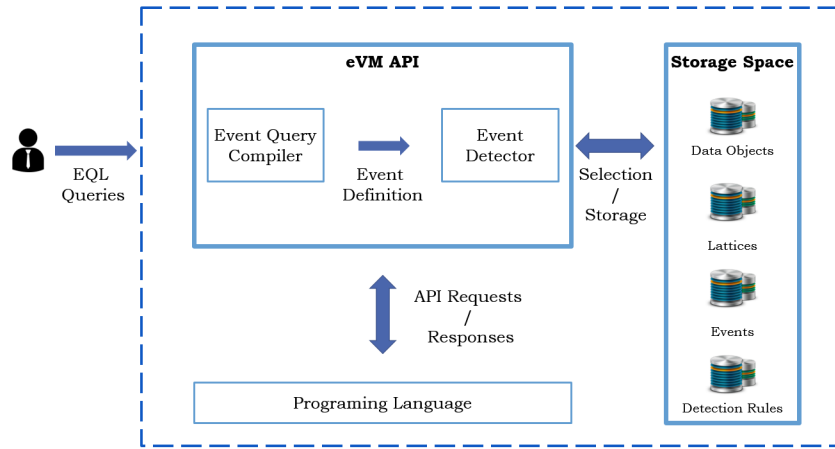 eVM API
Storage Space
Event Query
Compiler
Event
Definition
Event
Detector
EQL
Queries
Selection
/
Storage
Data Objects
Lattices
Events
Detection Rules
API Requests
/
Responses
Programing Language